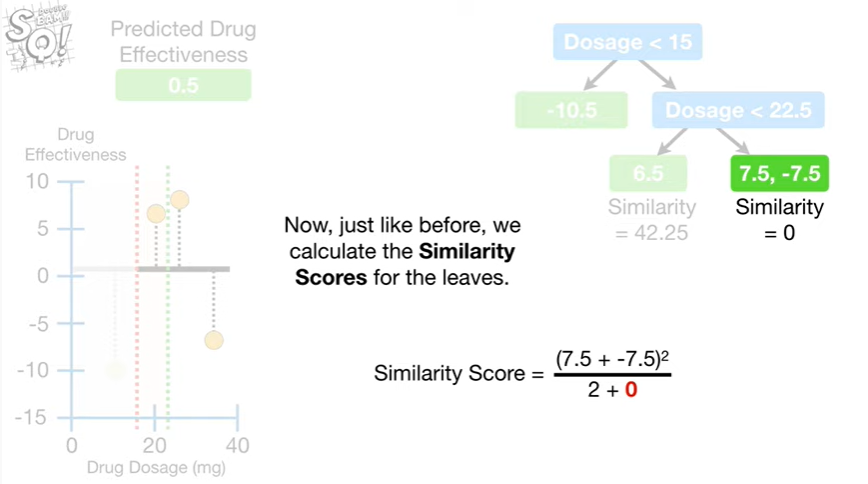 SQ!
DOUBLE
BAM!!
Predicted Drug
Effectiveness
0.5
Dosage < 15
-10.5
Dosage < 22.5
6.5
7.5, -7.5
Similarity
= 42.25
Similarity
= 0
Drug
Effectiveness
10
5
0
-5
-10
-15
0
20
40
Drug Dosage (mg)
Now, just like before, we
calculate the Similarity
Scores for the leaves.
Similarity Score = (7.5 + -7.5)²
2 + 0